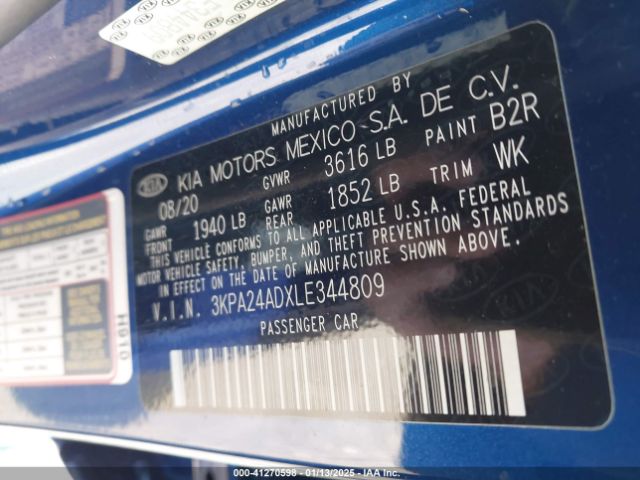 MANUFACTURED BY
KIA KIA MOTORS MEXICO S.A. DE C.V.
08/20 GVWR 3616 LB PAINT B2R
GAWR FRONT 1940 LB GAWR REAR 1852 LB TRIM WK
THIS VEHICLE CONFORMS TO ALL APPLICABLE U.S.A. FEDERAL
MOTOR VEHICLE SAFETY, BUMPER, AND THEFT PREVENTION STANDARDS
IN EFFECT ON THE DATE OF MANUFACTURE SHOWN ABOVE.
V.I.N. 3KPA24ADXLE344809
PASSENGER CAR
H910
000-41270598 - 01/13/2025 - IAA Inc.